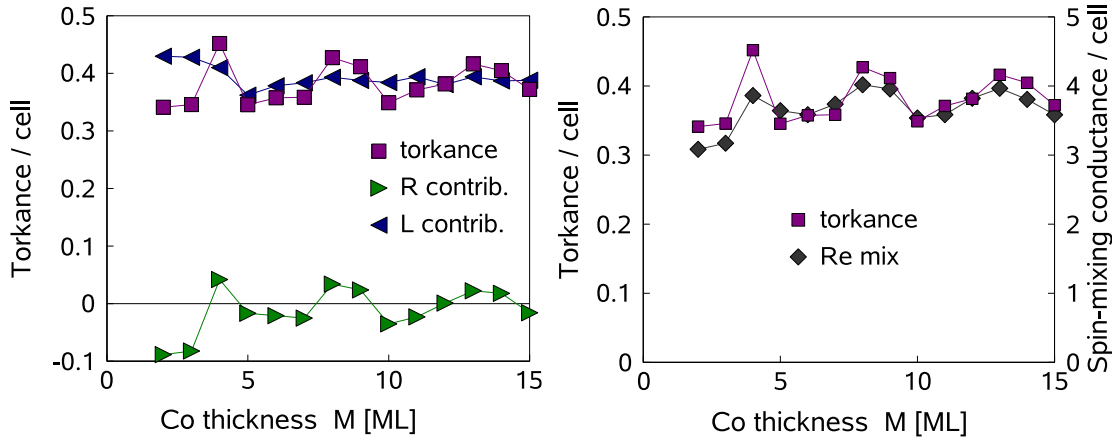 0.5
0.4
0.3
0.2
0.1
0
-0.1
Torkance / cell
torkance
R contrib.
L contrib.
0
5
10
15
Co thickness M [ML]
0.5
0.4
0.3
0.2
0.1
0
Torkance / cell
torkance
Re mix
5
4
3
2
1
0
Spin-mixing conductance / cell
0
5
10
15
Co thickness M [ML]